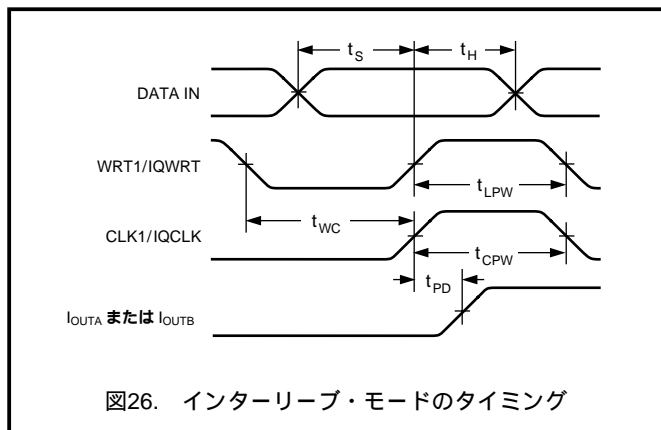 tS
tH
DATA IN
WRT1/IQWRT
tLPW
tWC
CLK1/IQCLK
tCPW
tPD
IOUTA または IOUTB
図26. インターリーブ・モードのタイミング